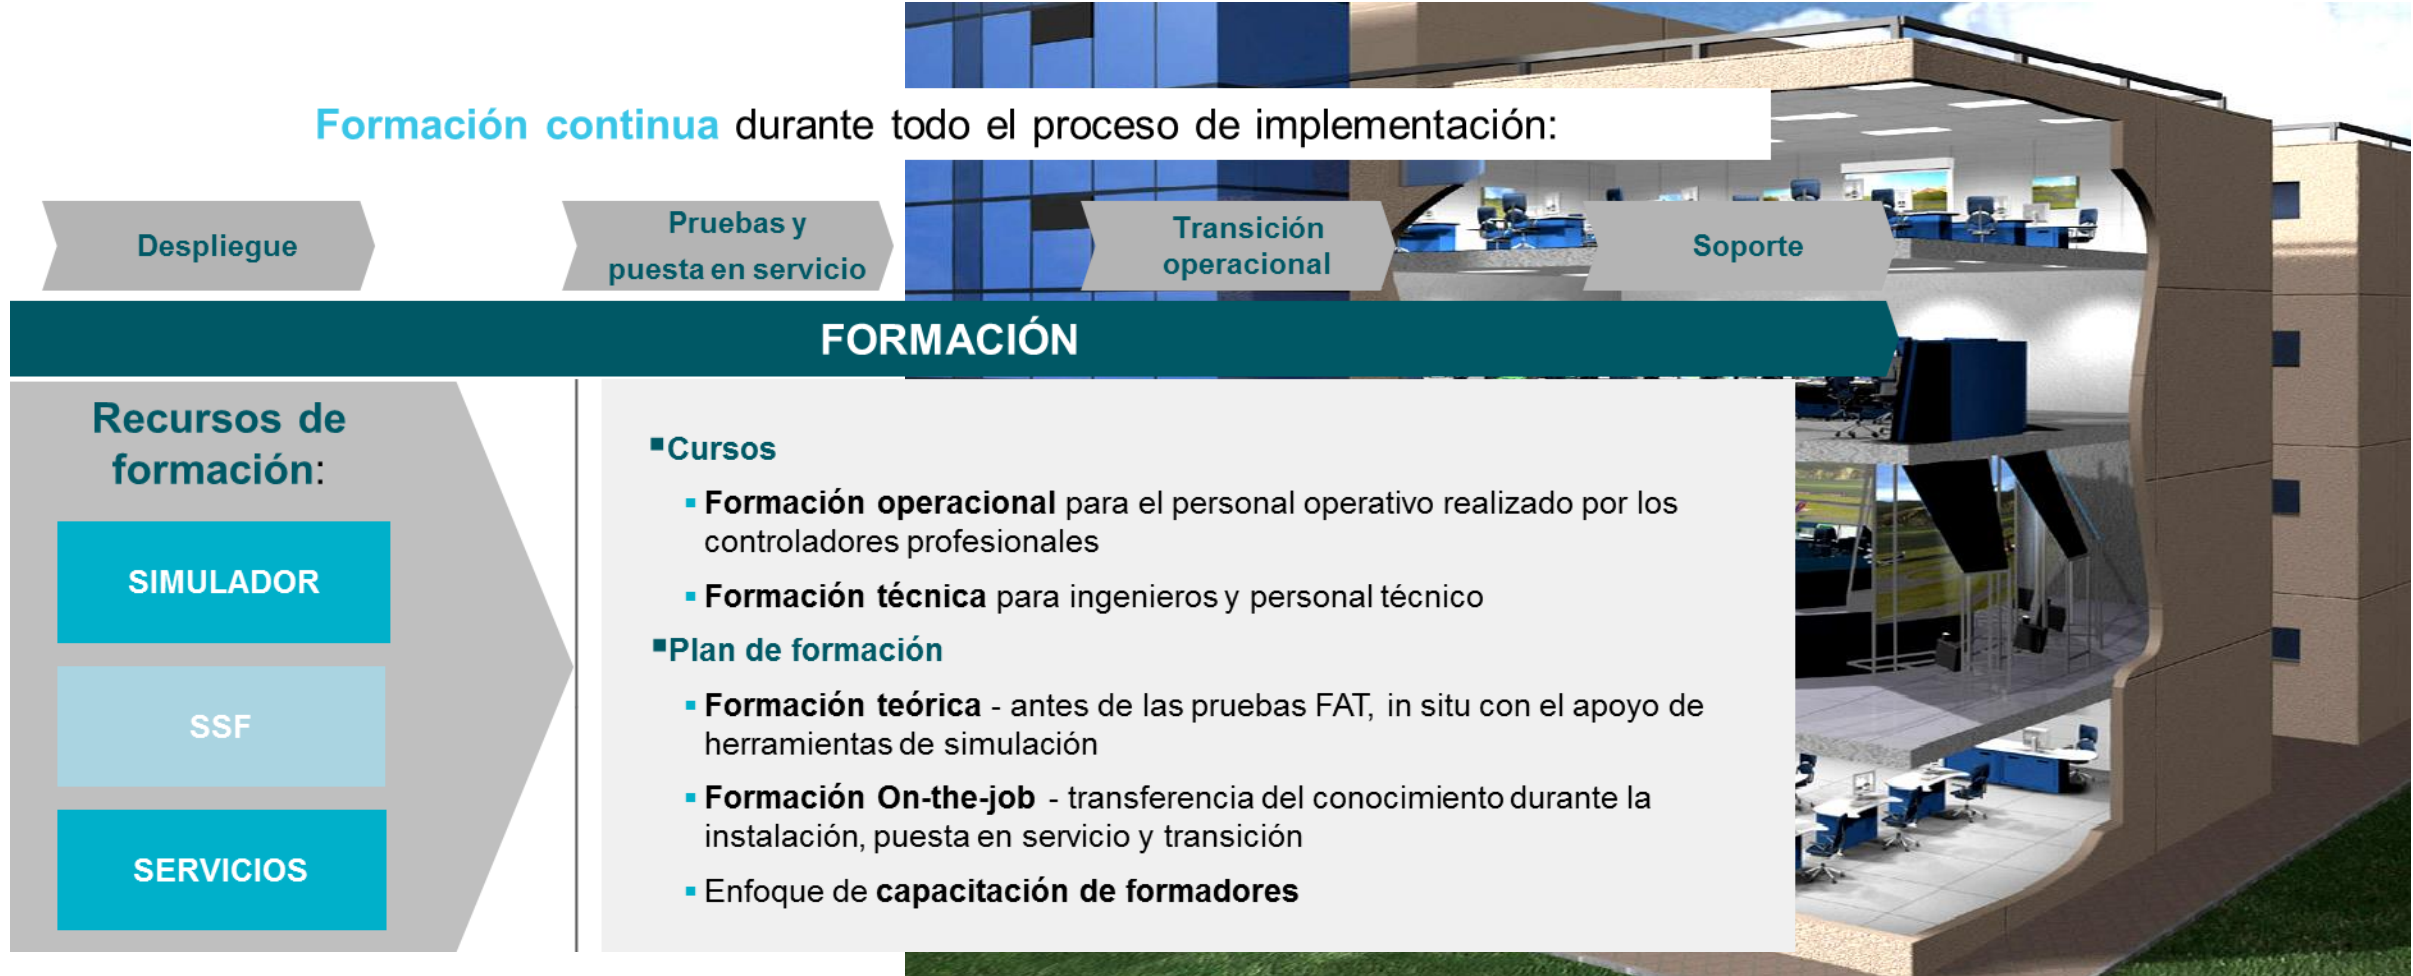 Formación continua durante todo el proceso de implementación:
Despliegue
Pruebas y
puesta en servicio
Transición
operacional
Soporte
FORMACIÓN
Recursos de
formación:
SIMULADOR
SSF
SERVICIOS
▪Cursos
▪ Formación operacional para el personal operativo realizado por los
controladores profesionales
▪ Formación técnica para ingenieros y personal técnico
▪Plan de formación
▪ Formación teórica - antes de las pruebas FAT, in situ con el apoyo de
herramientas de simulación
▪ Formación On-the-job - transferencia del conocimiento durante la
instalación, puesta en servicio y transición
▪ Enfoque de capacitación de formadores